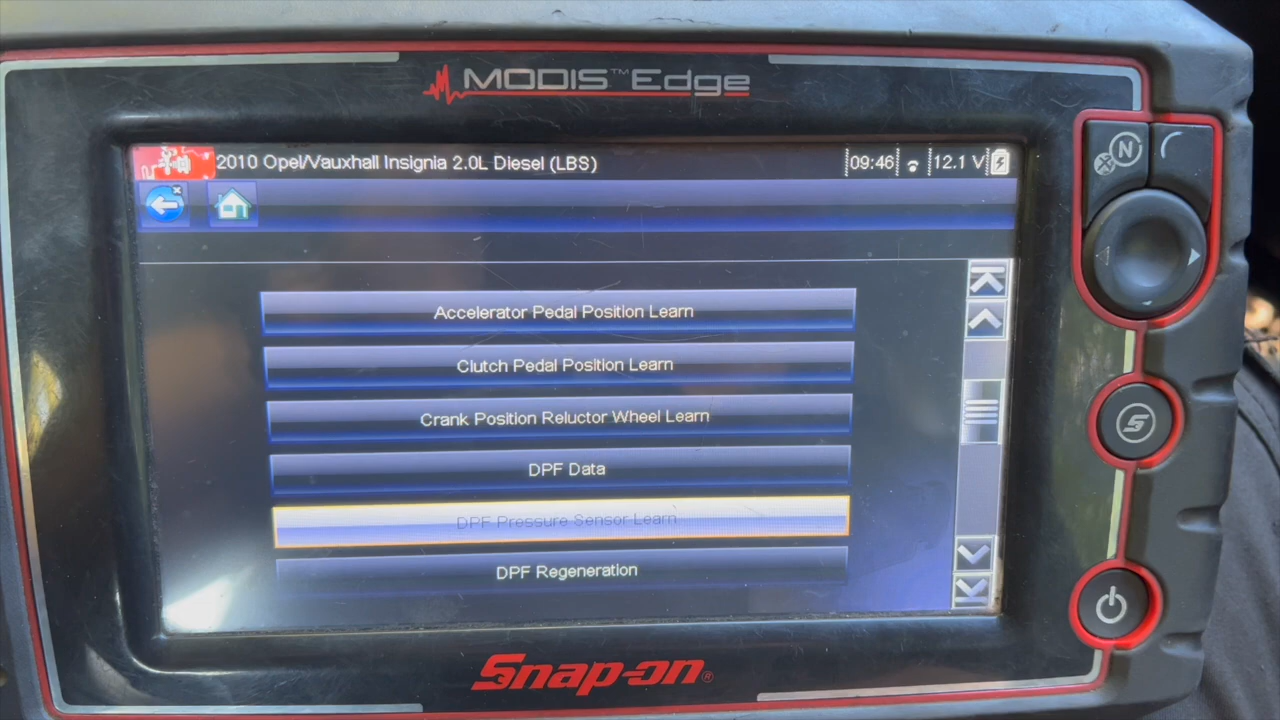 MODIS™ Edge
2010 Opel/Vauxhall Insignia 2.0L Diesel (LBS)
09:46
12.1 V
N
Accelerator Pedal Position Learn
Clutch Pedal Position Learn
Crank Position Reluctor Wheel Learn
DPF Data
DPF Pressure Sensor Learn
DPF Regeneration
S
Snap-on®